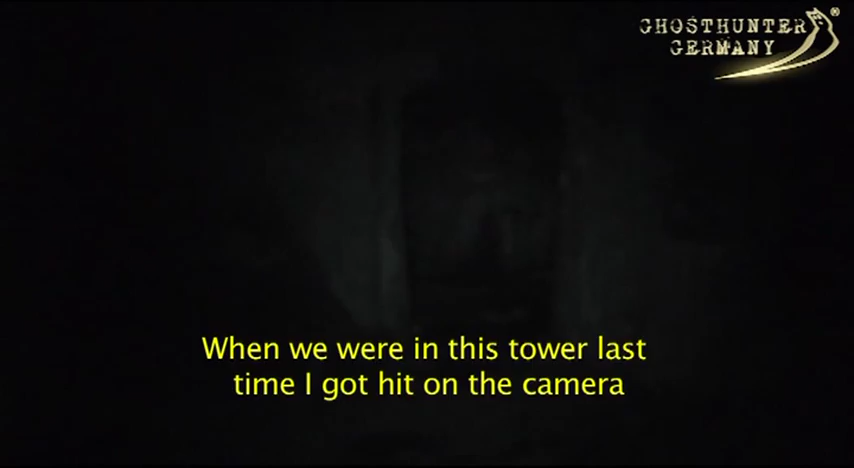 GHOSTHUNTER®
GERMANY
When we were in this tower last
time I got hit on the camera